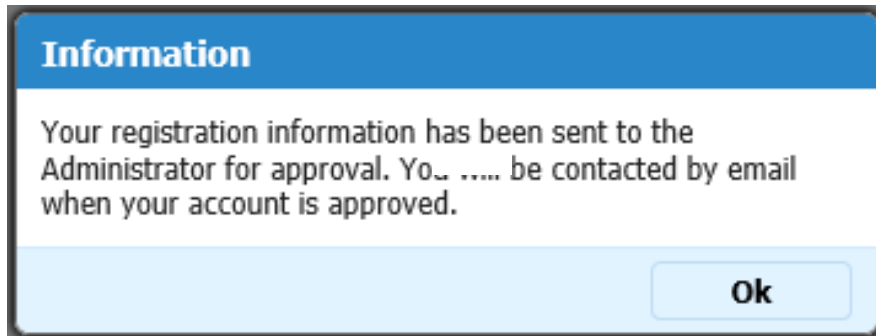 Information
Your registration information has been sent to the
Administrator for approval. be contacted by email
when your account is approved.
Ok